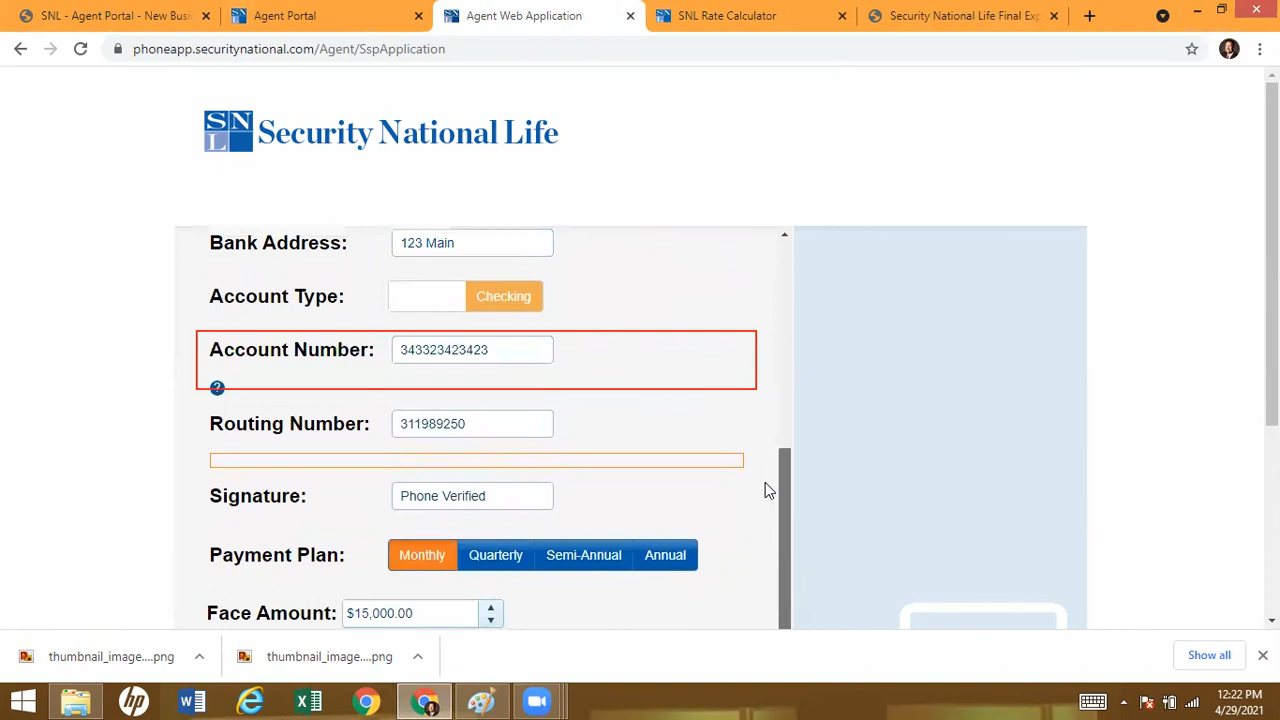 SNL - Agent Portal - New Busi
Agent Portal
Agent Web Application
SNL Rate Calculator
Security National Life Final Exp
phoneapp.securitynational.com/Agent/SspApplication
SNL Security National Life
Bank Address: 123 Main
Account Type: Checking
Account Number: 343323423423
?
Routing Number: 311989250
Signature: Phone Verified
Payment Plan: Monthly Quarterly Semi-Annual Annual
Face Amount: $15,000.00
thumbnail_image....png
thumbnail_image....png
Show all
12:22 PM
4/29/2021